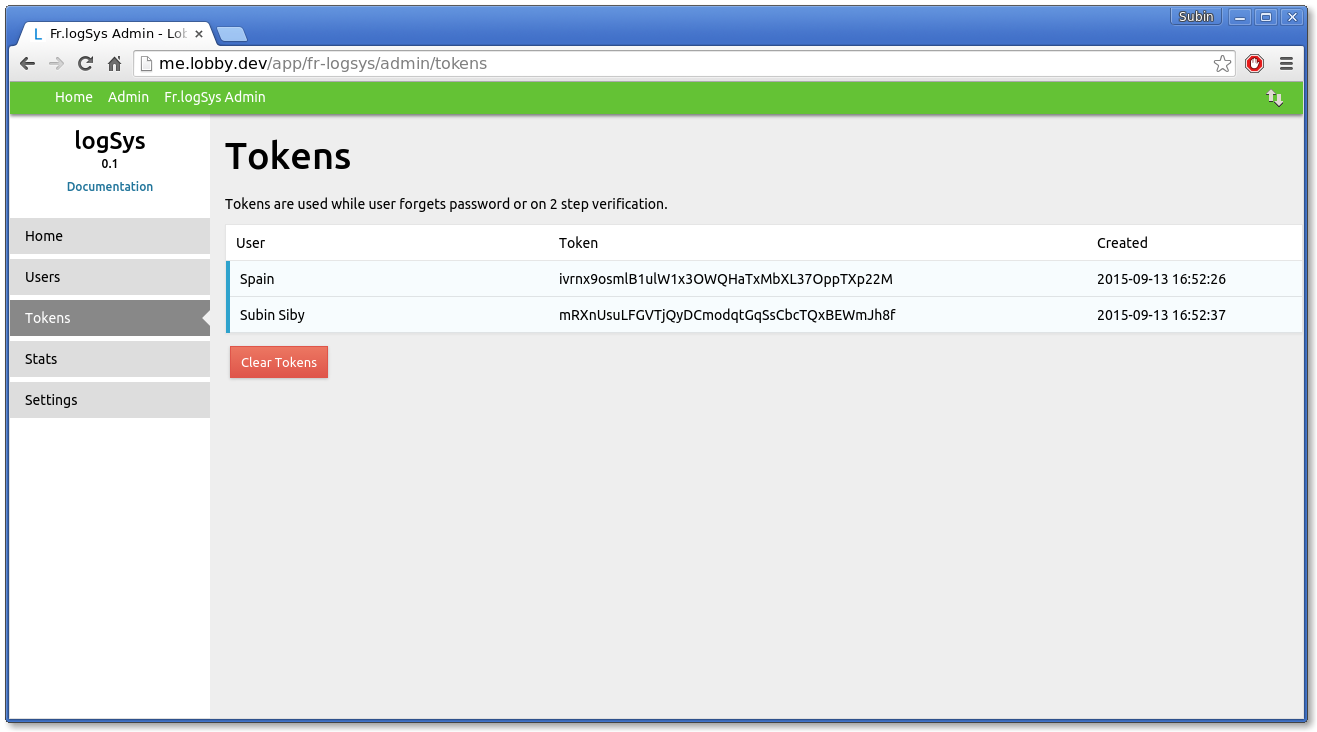 Subin
L Fr.logSys Admin - Lob
me.lobby.dev/app/fr-logsys/admin/tokens
Home Admin Fr.logSys Admin
logSys
0.1
Documentation
Home
Users
Tokens
Stats
Settings
Tokens
Tokens are used while user forgets password or on 2 step verification.
User Token Created
Spain ivrnx9osmlB1ulW1x3OWQHaTxMbXL37OppTXp22M 2015-09-13 16:52:26
Subin Siby mRXnUsuLFGVTjQyDCmodqtGqSsCbcTQxBEWmJh8f 2015-09-13 16:52:37
Clear Tokens